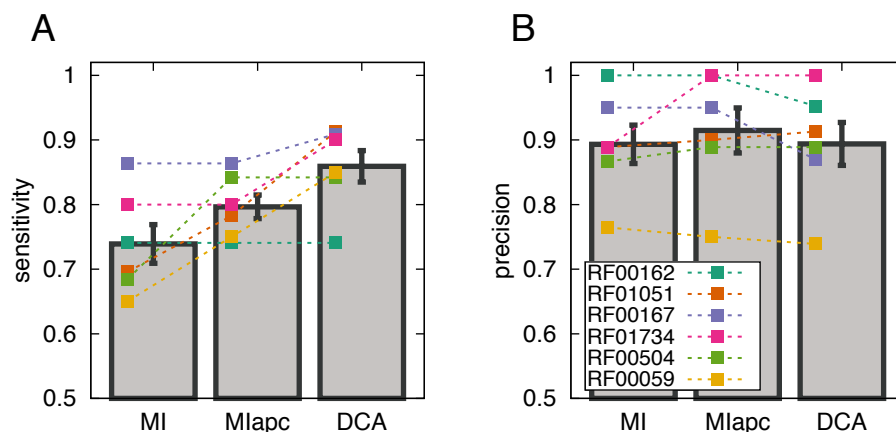 A
sensitivity
1
0.9
0.8
0.7
0.6
0.5
MI
MIapc
DCA
B
precision
1
0.9
0.8
0.7
0.6
0.5
RF00162
RF01051
RF00167
RF01734
RF00504
RF00059
MI
MIapc
DCA